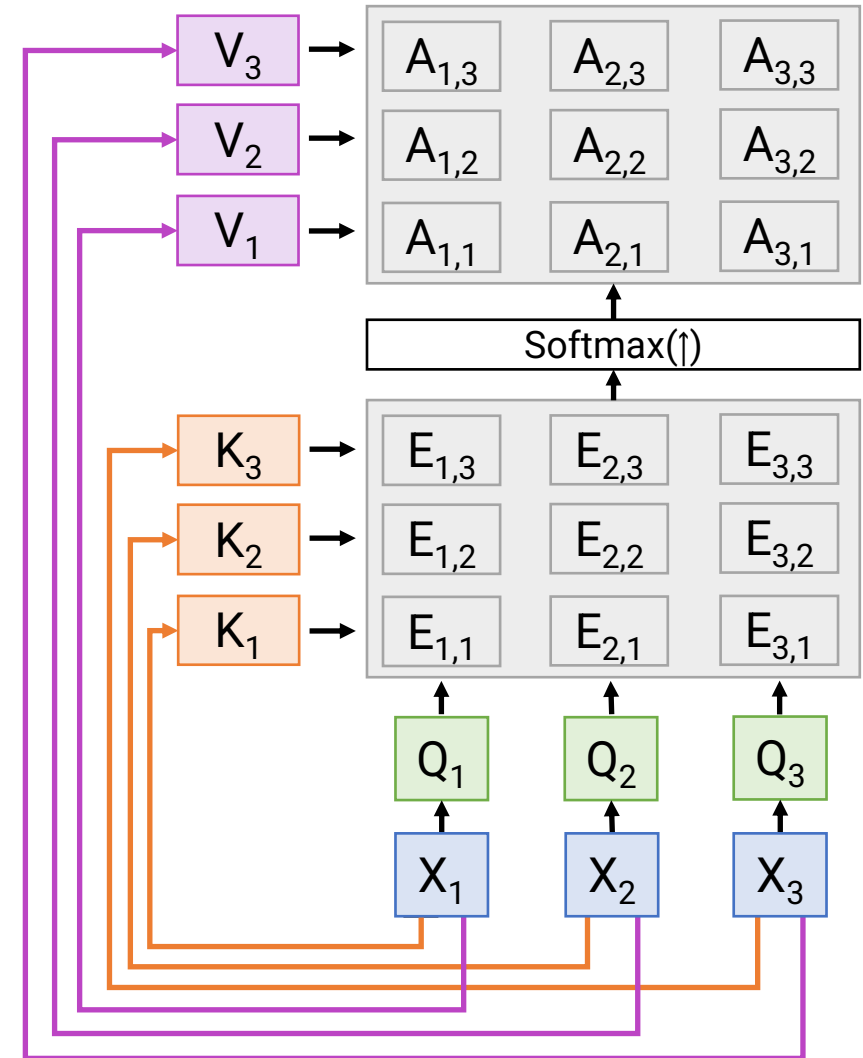 V₃ A₁,₃ A₂,₃ A₃,₃
V₂ A₁,₂ A₂,₂ A₃,₂
V₁ A₁,₁ A₂,₁ A₃,₁
Softmax(↑)
K₃ E₁,₃ E₂,₃ E₃,₃
K₂ E₁,₂ E₂,₂ E₃,₂
K₁ E₁,₁ E₂,₁ E₃,₁
Q₁ Q₂ Q₃
X₁ X₂ X₃